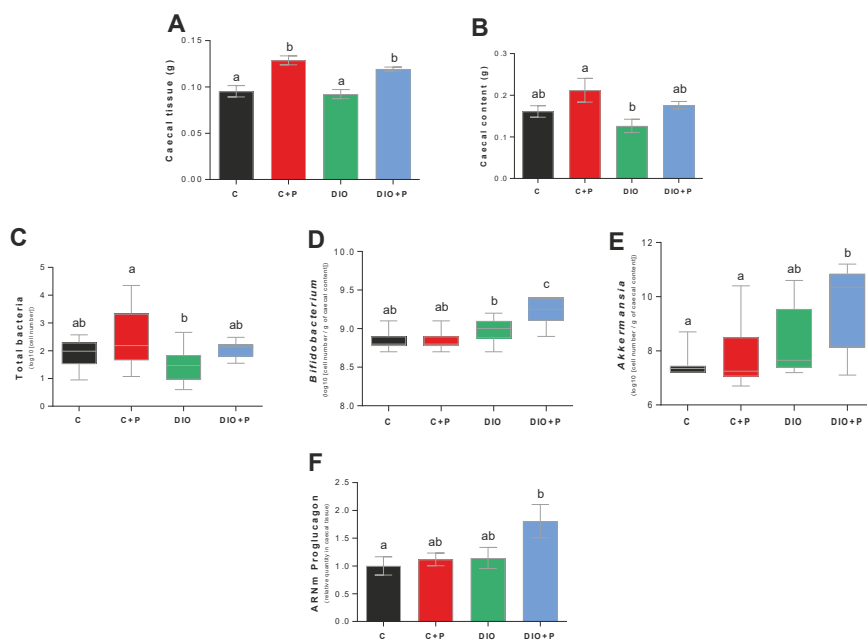 A
Caecal tissue (g)
0.15
0.10
0.05
0.00
a
b
a
b
C
C+P
DIO
DIO+P
B
Caecal content (g)
0.3
0.2
0.1
0.0
ab
a
b
ab
C
C+P
DIO
DIO+P
C
Total bacteria
(log10 [cell number])
5
4
3
2
1
0
ab
a
b
ab
C
C+P
DIO
DIO+P
D
Bifidobacterium
(log10 [cell number / g of caecal content])
10.0
9.5
9.0
8.5
8.0
ab
ab
b
c
C
C+P
DIO
DIO+P
E
Akkermansia
(log10 [cell number / g of caecal content])
12
10
8
6
a
a
ab
b
C
C+P
DIO
DIO+P
F
ARNm Proglucagon
(relative quantity in caecal tissue)
2.5
2.0
1.5
1.0
0.5
0.0
a
ab
ab
b
C
C+P
DIO
DIO+P